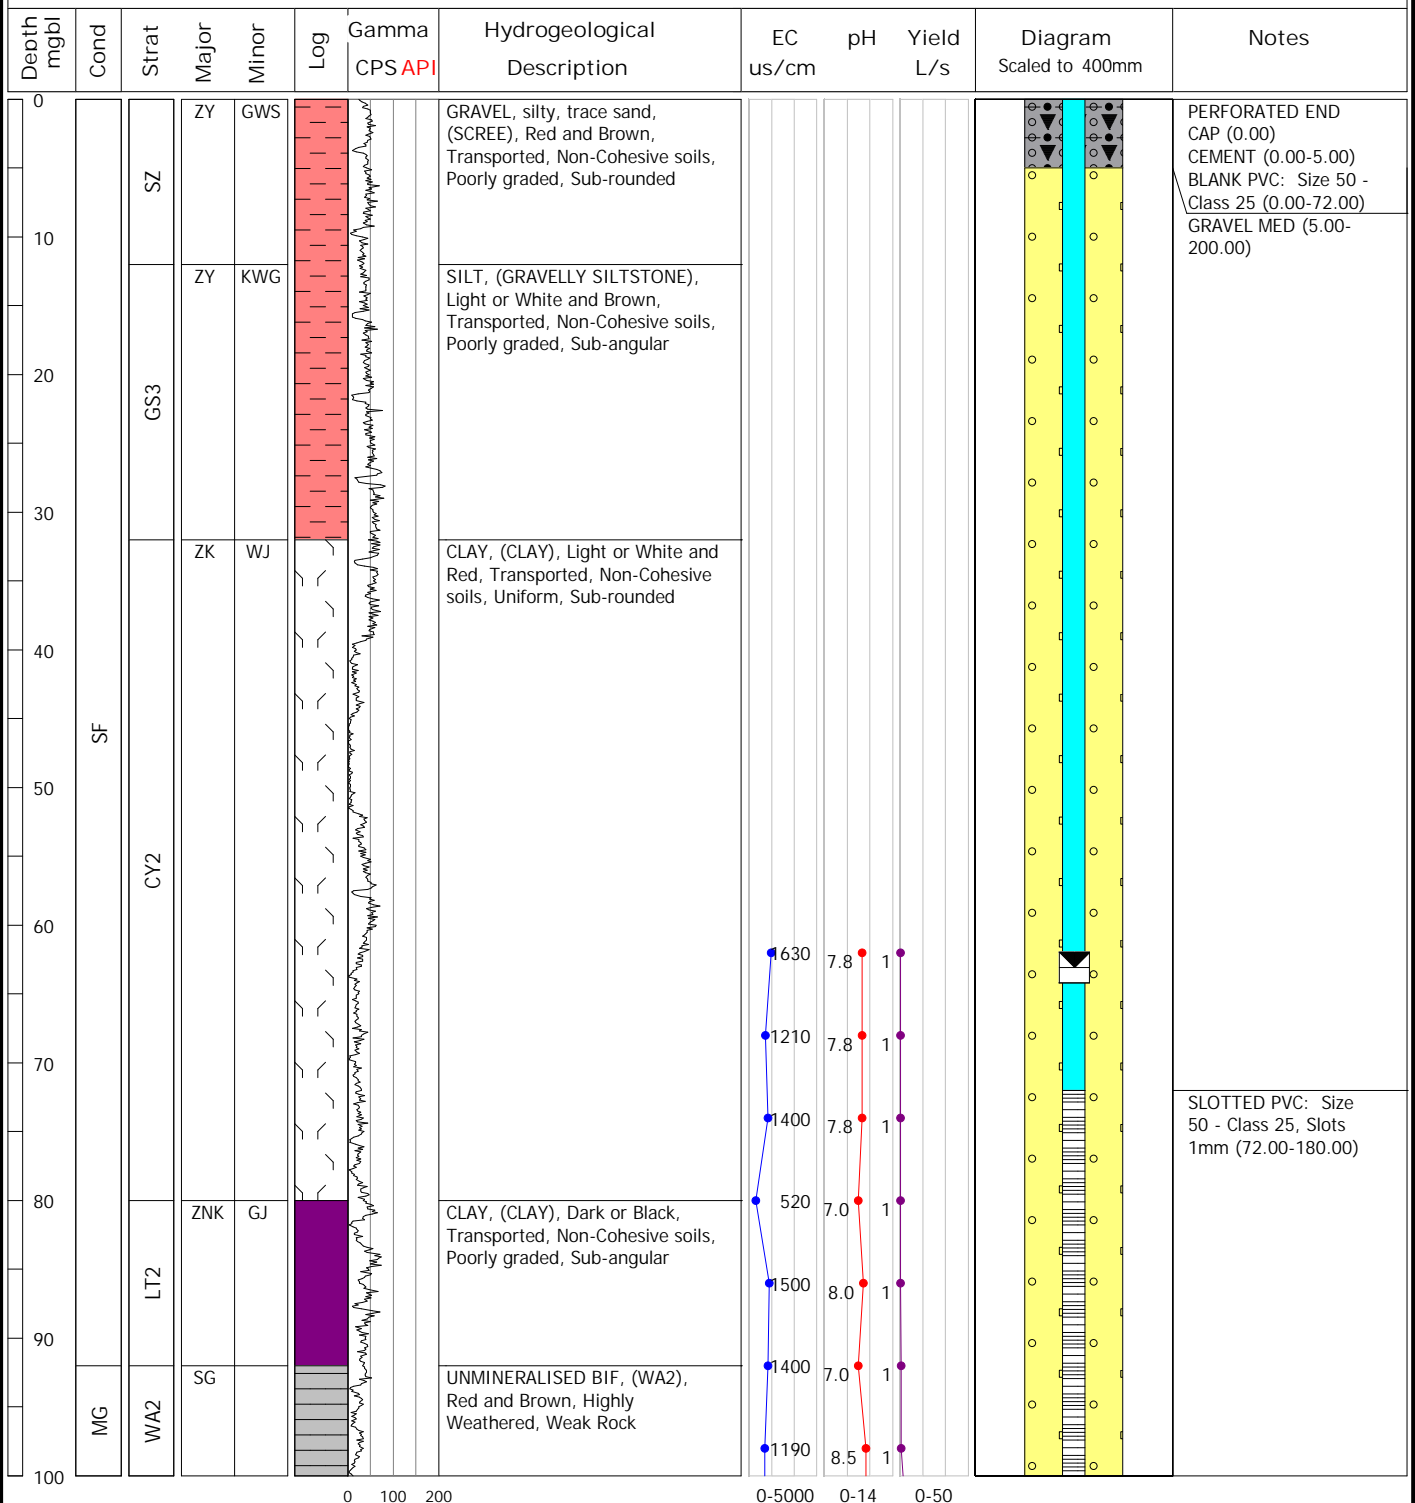 Depth mgbl
Cond
Strat
Major
Minor
Log
Gamma
CPS API
Hydrogeological
Description
EC
us/cm
pH
Yield
L/s
Diagram
Scaled to 400mm
Notes
0
10
20
30
40
50
60
70
80
90
100
SF
MG
SZ
GS3
CY2
LT2
WA2
ZY GWS
GRAVEL, silty, trace sand,
(SCREE), Red and Brown,
Transported, Non-Cohesive soils,
Poorly graded, Sub-rounded
ZY KWG
SILT, (GRAVELLY SILTSTONE),
Light or White and Brown,
Transported, Non-Cohesive soils,
Poorly graded, Sub-angular
ZK WJ
CLAY, (CLAY), Light or White and
Red, Transported, Non-Cohesive
soils, Uniform, Sub-rounded
ZNK GJ
CLAY, (CLAY), Dark or Black,
Transported, Non-Cohesive soils,
Poorly graded, Sub-angular
SG
UNMINERALISED BIF, (WA2),
Red and Brown, Highly
Weathered, Weak Rock
1630 7.8 1
1210 7.8 1
1400 7.8 1
520 7.0 1
1500 8.0 1
1400 7.0 1
1190 8.5 1
PERFORATED END
CAP (0.00)
CEMENT (0.00-5.00)
BLANK PVC: Size 50 -
Class 25 (0.00-72.00)
GRAVEL MED (5.00-
200.00)
SLOTTED PVC: Size
50 - Class 25, Slots
1mm (72.00-180.00)
0 100 200
0-5000 0-14 0-50